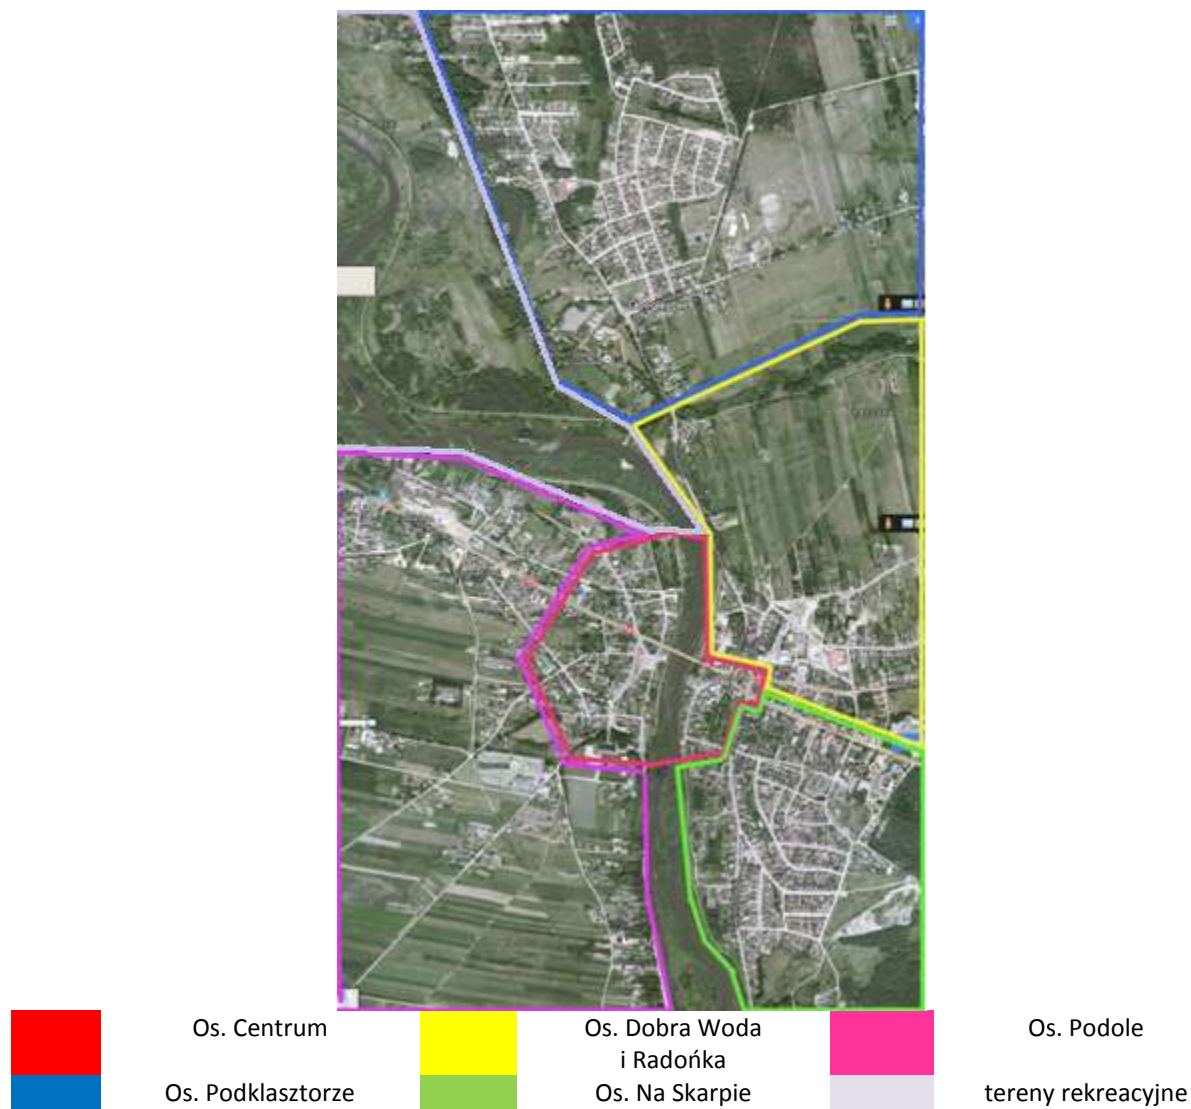 Os. Centrum
Os. Dobra Woda
i Radońka
Os. Podole
Os. Podklasztorze
Os. Na Skarpie
tereny rekreacyjne